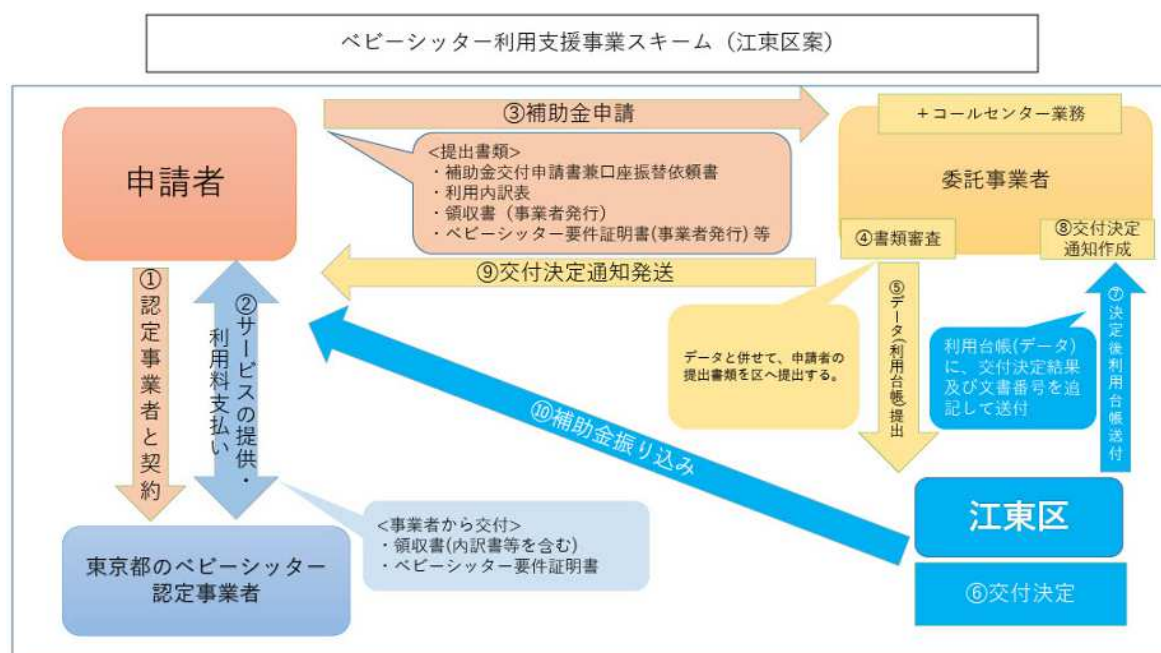 ベビーシッター利用支援事業スキーム（江東区案）
③補助金申請
＋コールセンター業務
申請者
<提出書類>
・補助金交付申請書兼口座振替依頼書
・利用内訳表
・領収書（事業者発行）
・ベビーシッター要件証明書(事業者発行) 等
委託事業者
④書類審査
⑧交付決定
通知作成
⑨交付決定通知発送
①認定事業者と契約
②サービスの提供・
利用料支払い
データと併せて、申請者の
提出書類を区へ提出する。
⑤データ(利用台帳)提出
利用台帳(データ)
に、交付決定結果
及び文書番号を追
記して送付
⑦決定後利用台帳送付
⑩補助金振り込み
<事業者から交付>
・領収書(内訳書等を含む)
・ベビーシッター要件証明書
東京都のベビーシッター
認定事業者
江東区
⑥交付決定